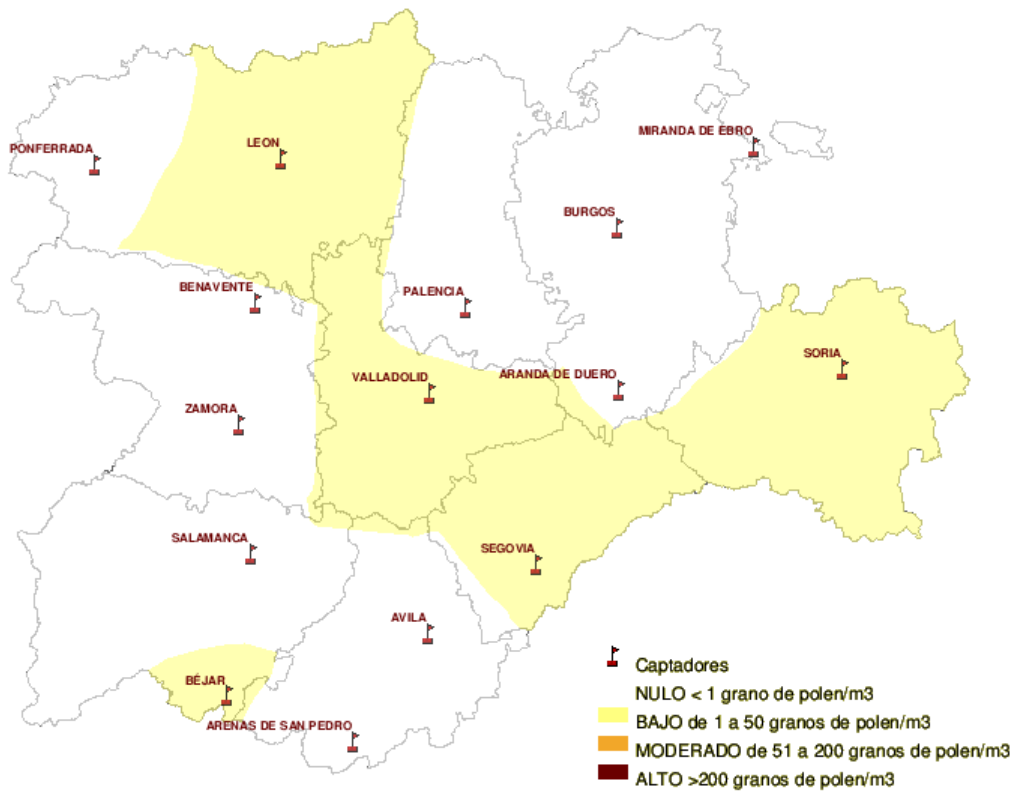 MIRANDA DE EBRO
LEON
PONFERRADA
BURGOS
BENAVENTE
PALENCIA
SORIA
ARANDA DE DUERO
VALLADOLID
ZAMORA
SALAMANCA
SEGOVIA
AVILA
BÉJAR
ARENAS DE SAN PEDRO
Captadores
NULO < 1 grano de polen/m3
BAJO de 1 a 50 granos de polen/m3
MODERADO de 51 a 200 granos de polen/m3
ALTO >200 granos de polen/m3